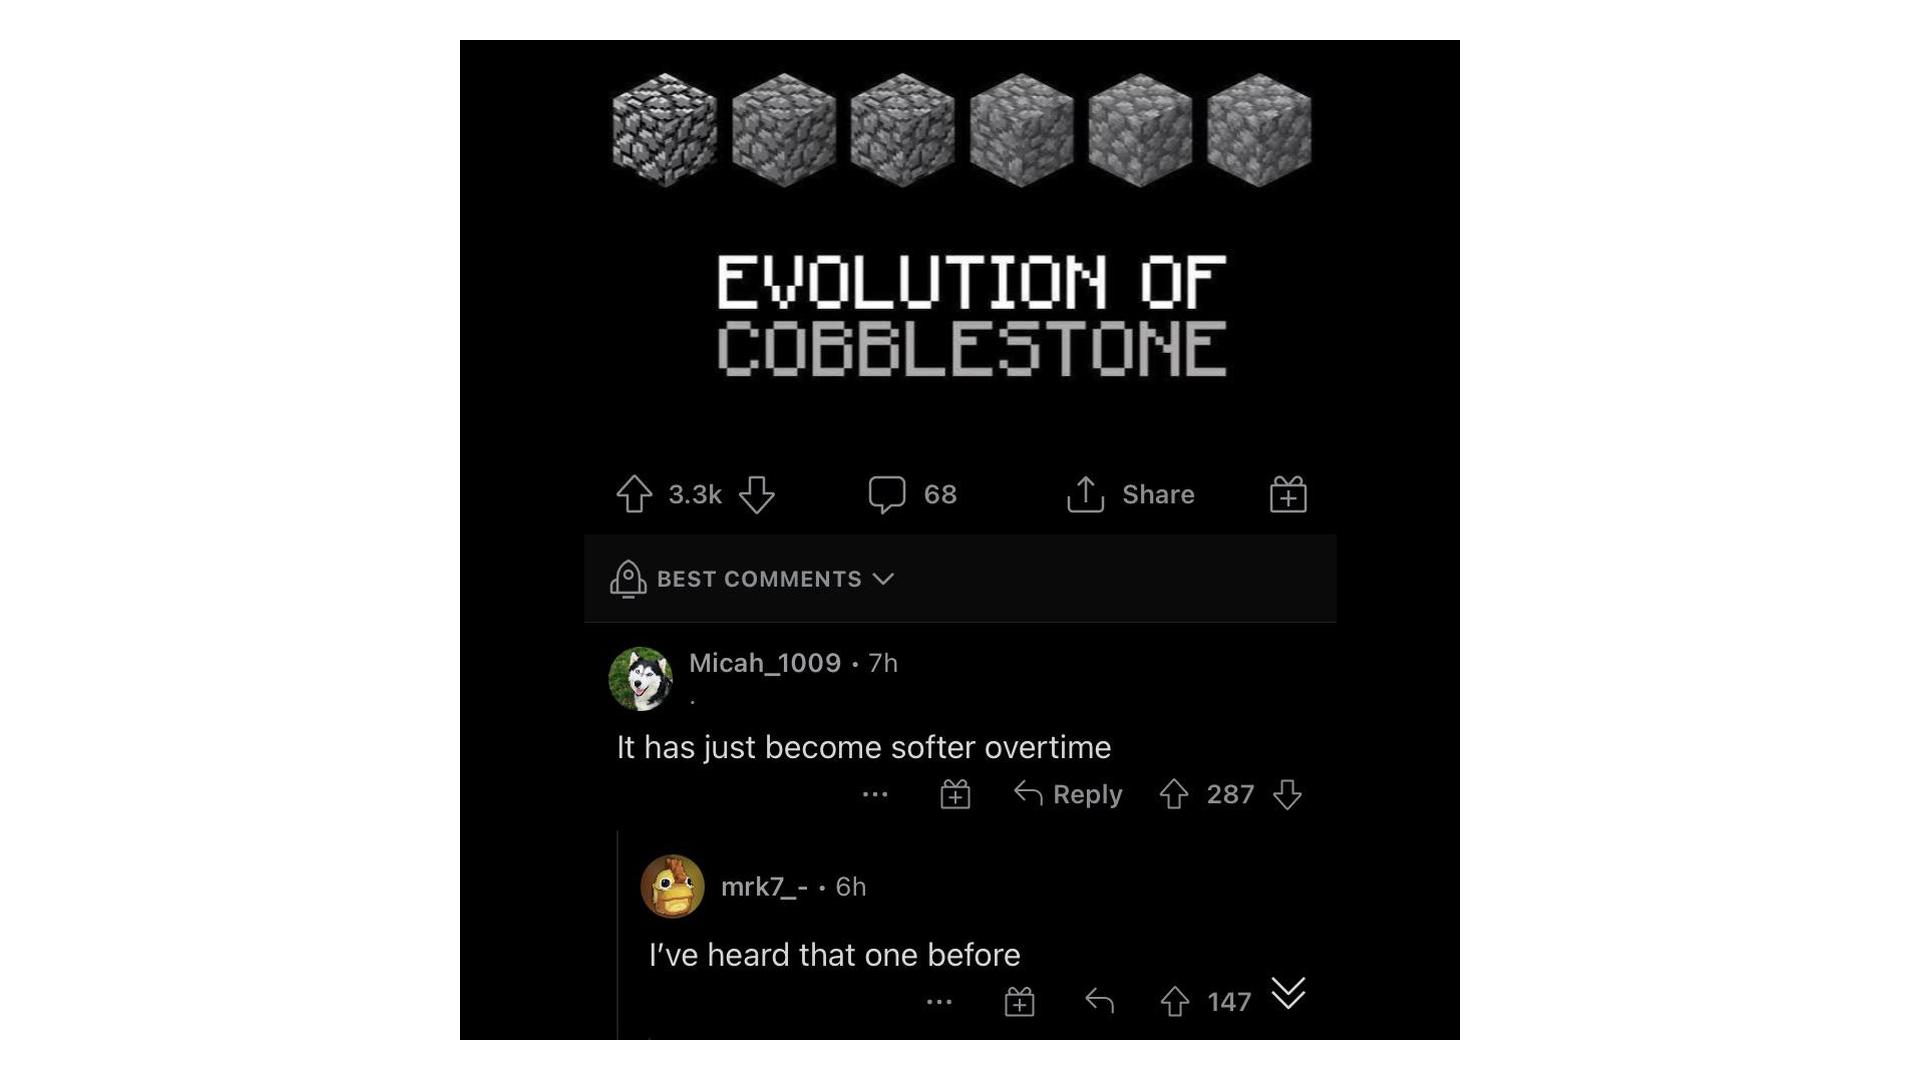 EVOLUTION OF
COBBLESTONE
3.3k 68 Share
BEST COMMENTS
Micah_1009 • 7h
.
It has just become softer overtime
... Reply 287
mrk7_- • 6h
I've heard that one before
... 147